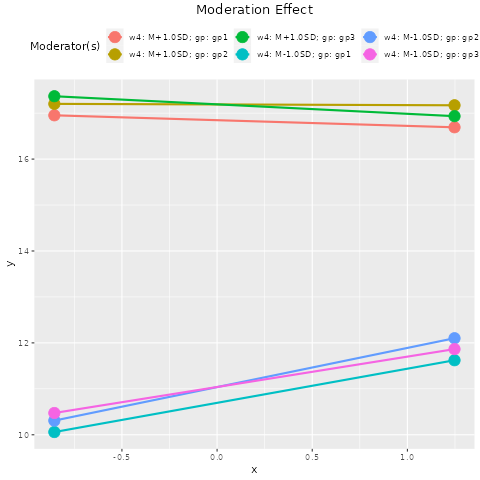 Moderation Effect
Moderator(s)
w4: M+1.0SD; gp: gp1
w4: M+1.0SD; gp: gp3
w4: M-1.0SD; gp: gp2
w4: M+1.0SD; gp: gp2
w4: M-1.0SD; gp: gp1
w4: M-1.0SD; gp: gp3
y
16
14
12
10
-0.5
0.0
0.5
1.0
x